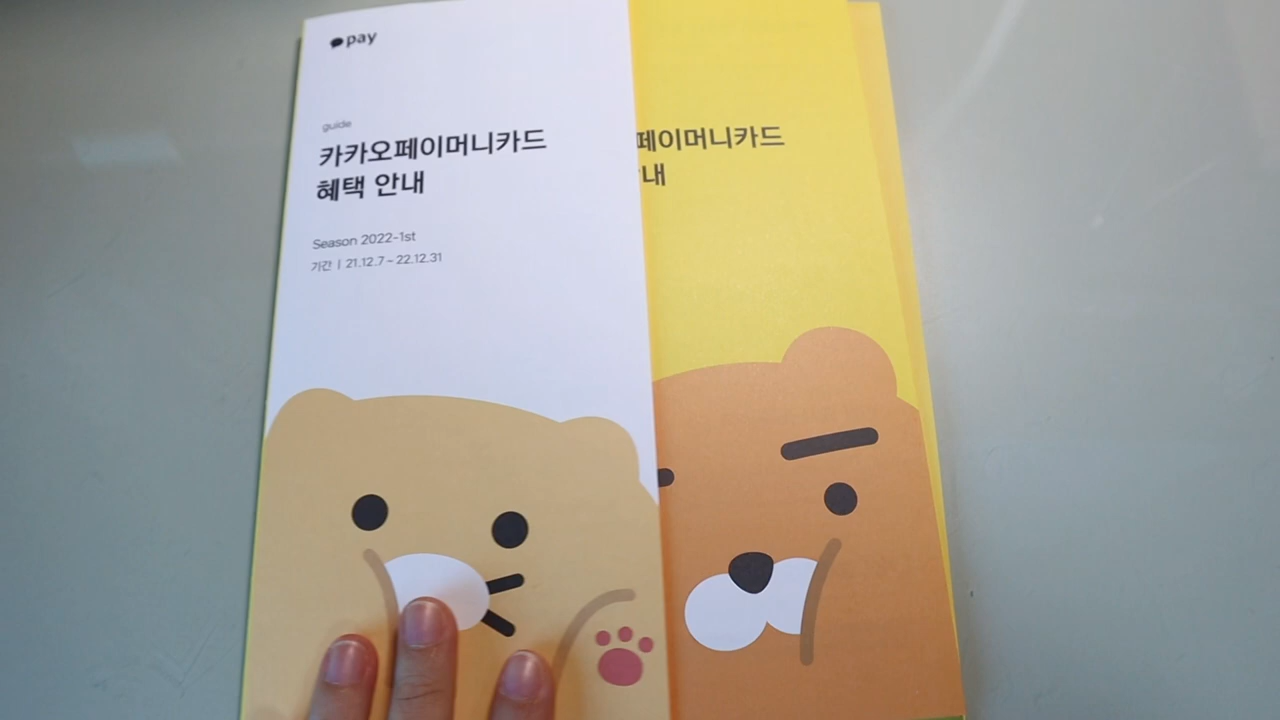 pay
guide
카카오페이머니카드
혜택 안내
Season 2022-1st
기간 | 21.12.7 ~ 22.12.31
페이머니카드
내